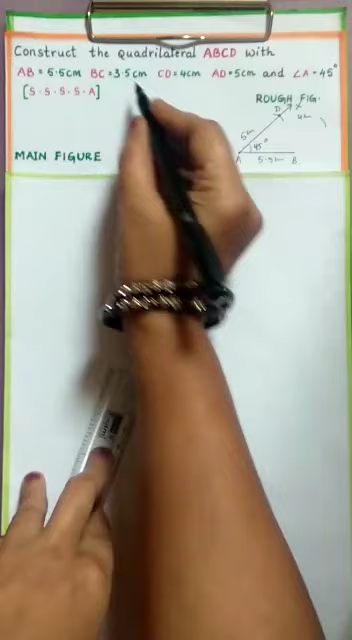 Construct the quadrilateral ABCD with
AB = 5.5cm BC = 3.5cm CD = 4cm AD = 5cm and ∠A = 45°
[S.S.S.S.A]
ROUGH FIG.
D
4cm
5cm
45°
A 5.5cm B
MAIN FIGURE